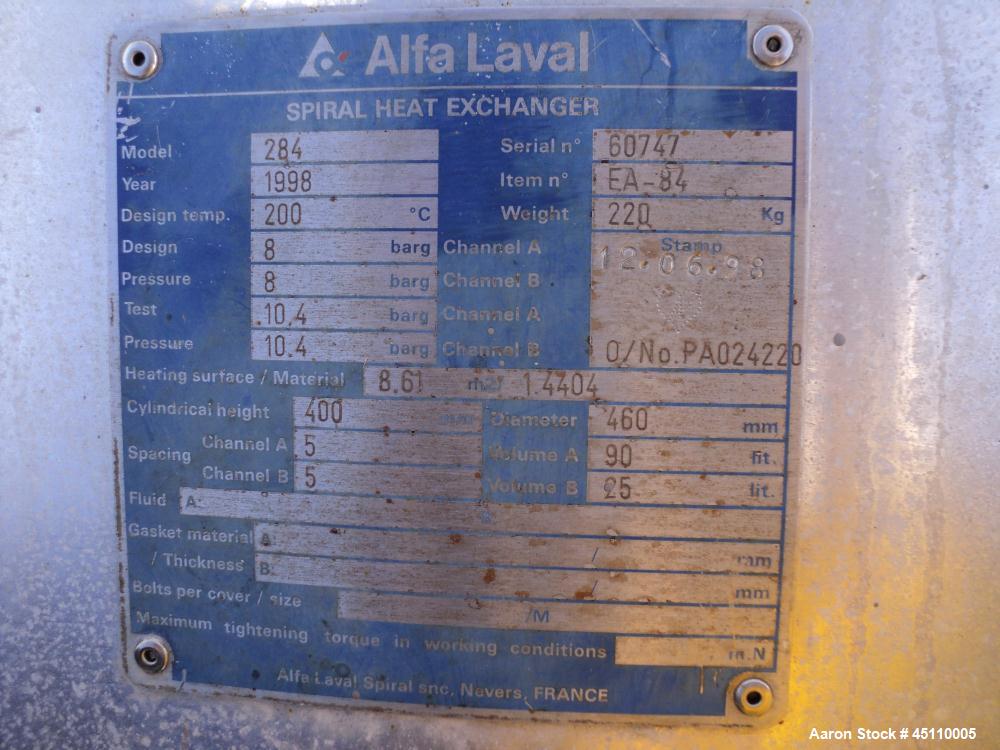 Alfa Laval
SPIRAL HEAT EXCHANGER
Model 284 Serial n° 60747
Year 1998 Item n° EA-84
Design temp. 200 °C Weight 220 Kg
Design 8 barg Channel A Stamp
12.06.98
Pressure 8 barg Channel B
Test 10.4 barg Channel A
Pressure 10.4 barg Channel B O/No.PA024220
Heating surface / Material 8.61 m2/ 1.4404
Cylindrical height 400 mm Diameter 460 mm
Spacing Channel A 5 Volume A 90 lit.
Channel B 5 Volume B 25 lit.
Fluid A
Gasket material A / mm
/ Thickness B / mm
Bolts per cover / size /M
Maximum tightening torque in working conditions m.N
Alfa Laval Spiral snc, Nevers, FRANCE
Aaron Stock # 45110005